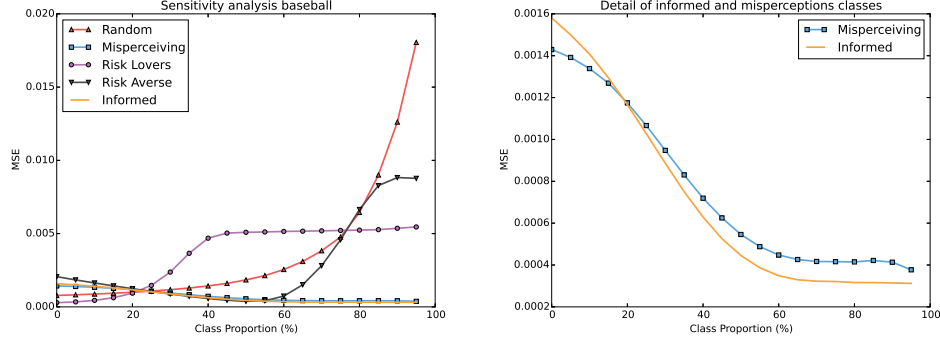 Sensitivity analysis baseball
0.020
0.015
0.010
0.005
0.000
MSE
Random
Misperceiving
Risk Lovers
Risk Averse
Informed
0 20 40 60 80 100
Class Proportion (%)
Detail of informed and misperceptions classes
0.0016
0.0014
0.0012
0.0010
0.0008
0.0006
0.0004
0.0002
MSE
Misperceiving
Informed
0 20 40 60 80 100
Class Proportion (%)